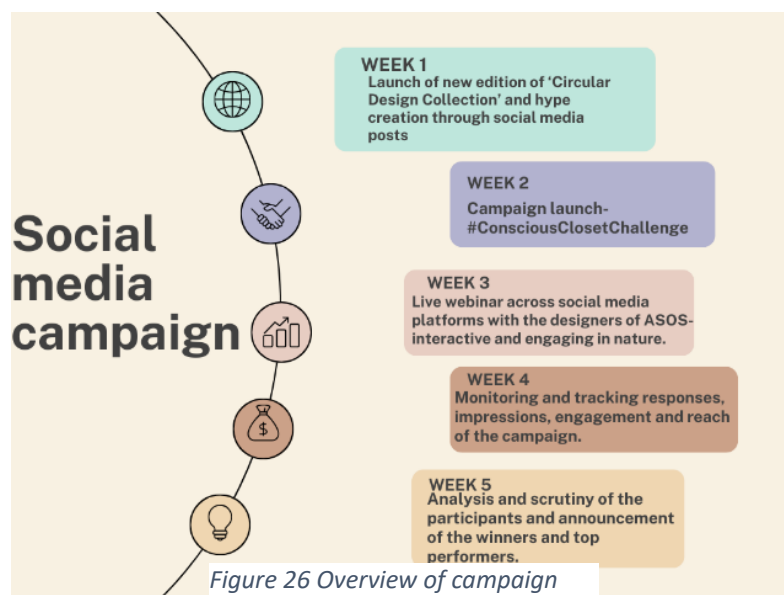 Social
media
campaign
WEEK 1
Launch of new edition of ‘Circular
Design Collection’ and hype
creation through social media
posts
WEEK 2
Campaign launch-
#ConsciousClosetChallenge
WEEK 3
Live webinar across social media
platforms with the designers of ASOS-
interactive and engaging in nature.
WEEK 4
Monitoring and tracking responses,
impressions, engagement and reach
of the campaign.
WEEK 5
Analysis and scrutiny of the
participants and announcement
of the winners and top
performers.
Figure 26 Overview of campaign